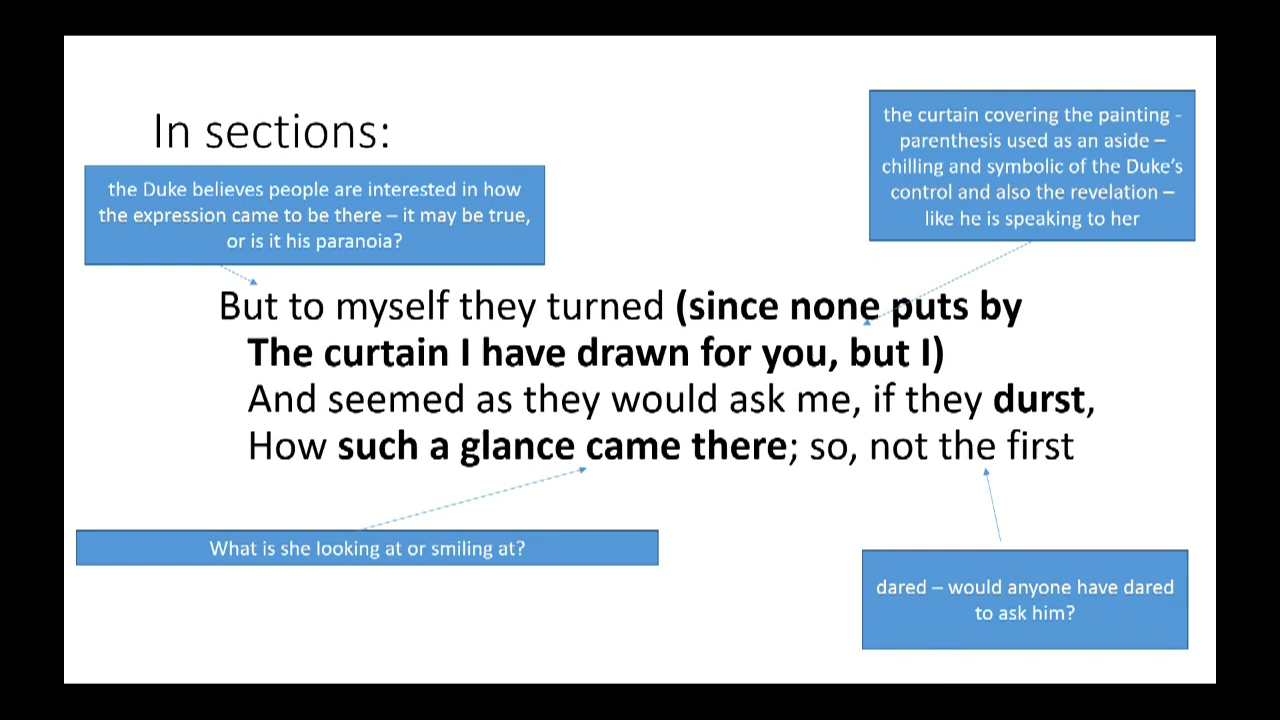 In sections:
the Duke believes people are interested in how
the expression came to be there – it may be true,
or is it his paranoia?
the curtain covering the painting -
parenthesis used as an aside –
chilling and symbolic of the Duke's
control and also the revelation –
like he is speaking to her
But to myself they turned (since none puts by
The curtain I have drawn for you, but I)
And seemed as they would ask me, if they durst,
How such a glance came there; so, not the first
What is she looking at or smiling at?
dared – would anyone have dared
to ask him?